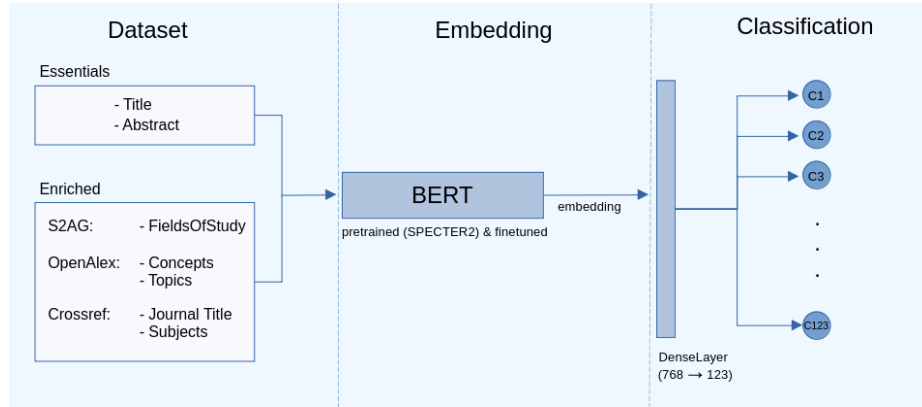 Dataset
Essentials
- Title
- Abstract
Enriched
S2AG: - FieldsOfStudy
OpenAlex: - Concepts
- Topics
Crossref: - Journal Title
- Subjects
Embedding
BERT
pretrained (SPECTER2) & finetuned
embedding
Classification
C1
C2
C3
.
.
.
C123
DenseLayer
(768 → 123)